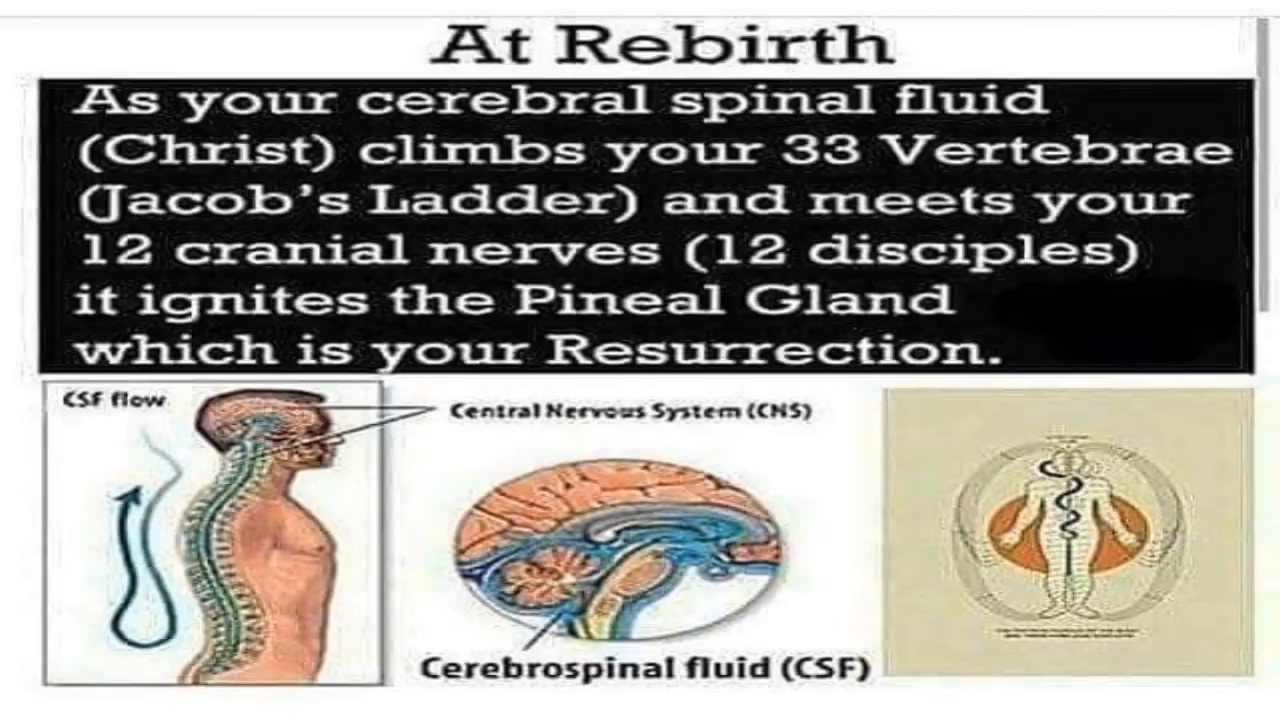 At Rebirth
As your cerebral spinal fluid
(Christ) climbs your 33 Vertebrae
(Jacob's Ladder) and meets your
12 cranial nerves (12 disciples)
it ignites the Pineal Gland
which is your Resurrection.
CSF flow
Central Nervous System (CNS)
Cerebrospinal fluid (CSF)